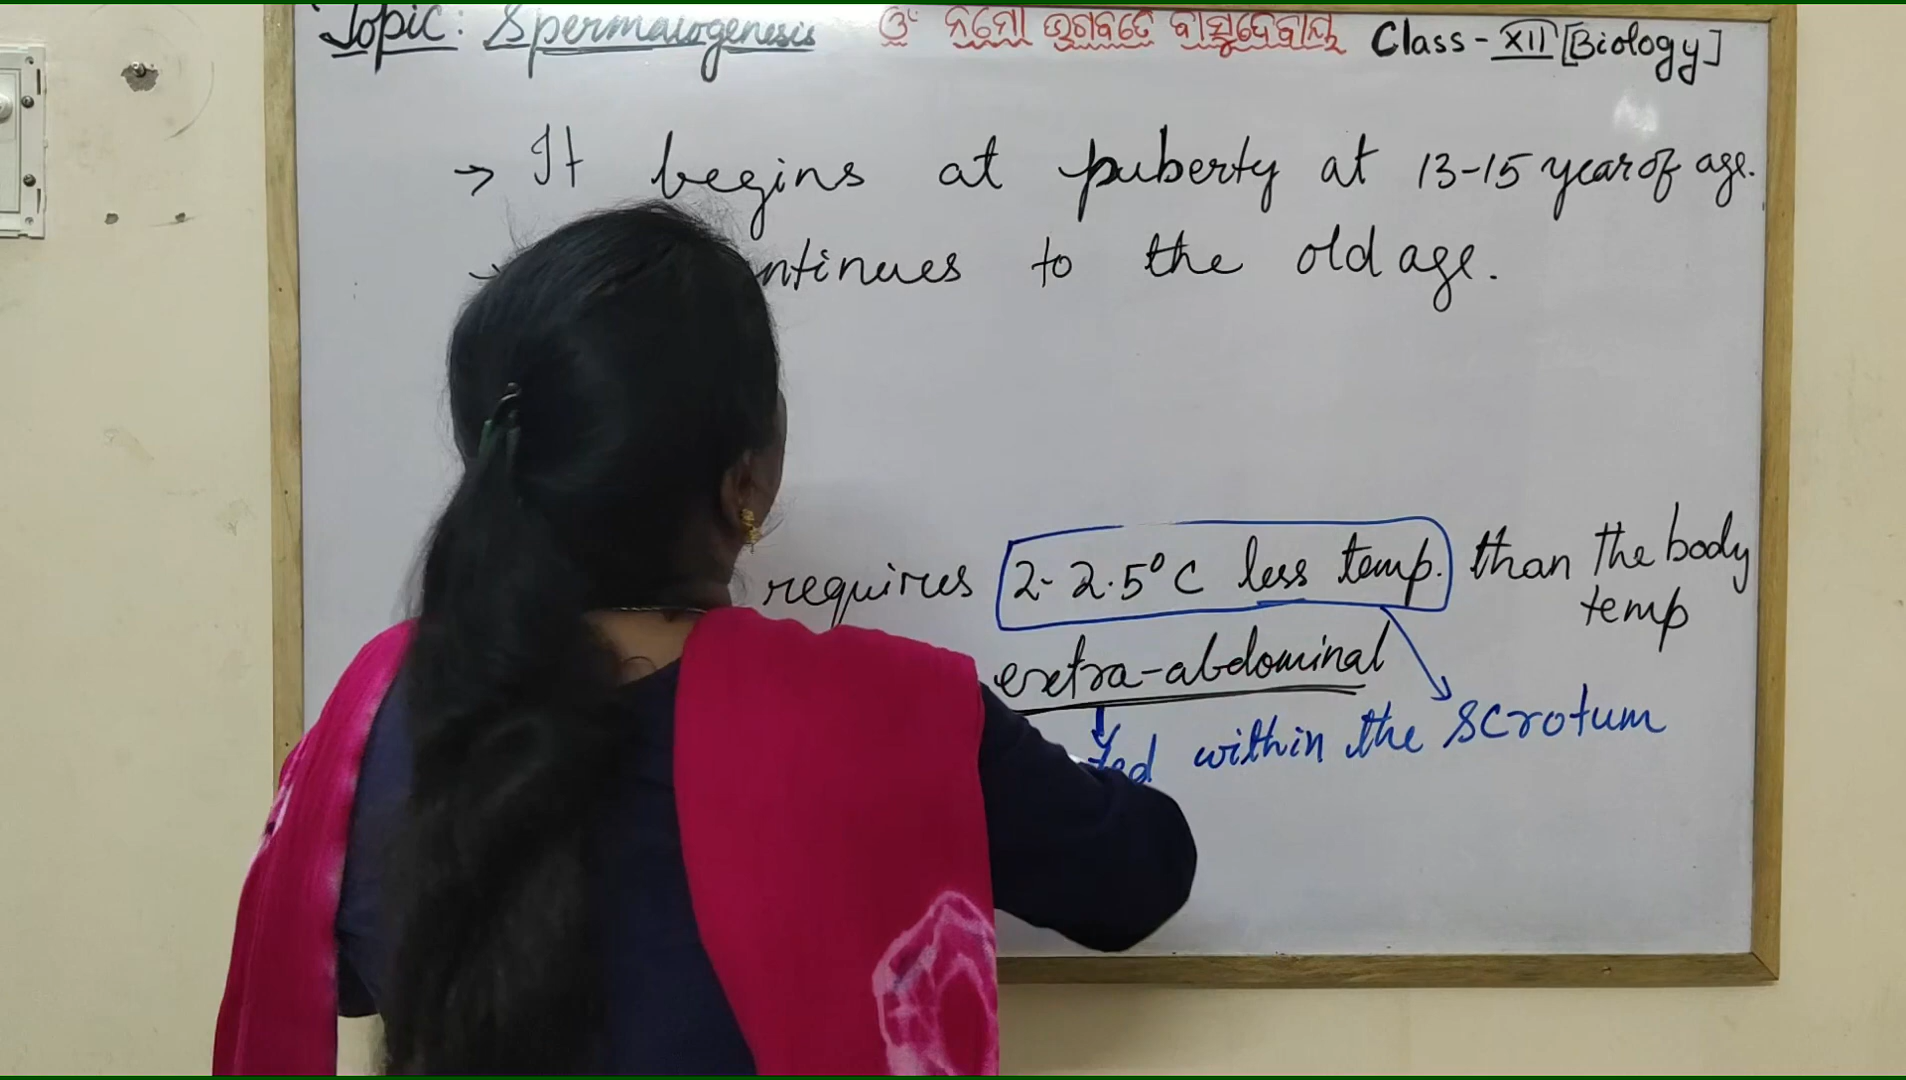 Topic: Spermatogenesis ଓଁ ନମୋ ଭଗବତେ ବାସୁଦେବାୟ Class - XII [Biology]
→ It begins at puberty at 13-15 year of age.
→ ntinues to the old age.
requires 2-2.5°C less temp. than the body
temp
extra-abdominal
ted within the scrotum